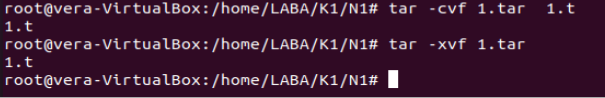 root@vera-VirtualBox:/home/LABA/K1/N1# tar -cvf 1.tar  1.t
1.t
root@vera-VirtualBox:/home/LABA/K1/N1# tar -xvf 1.tar
1.t
root@vera-VirtualBox:/home/LABA/K1/N1#